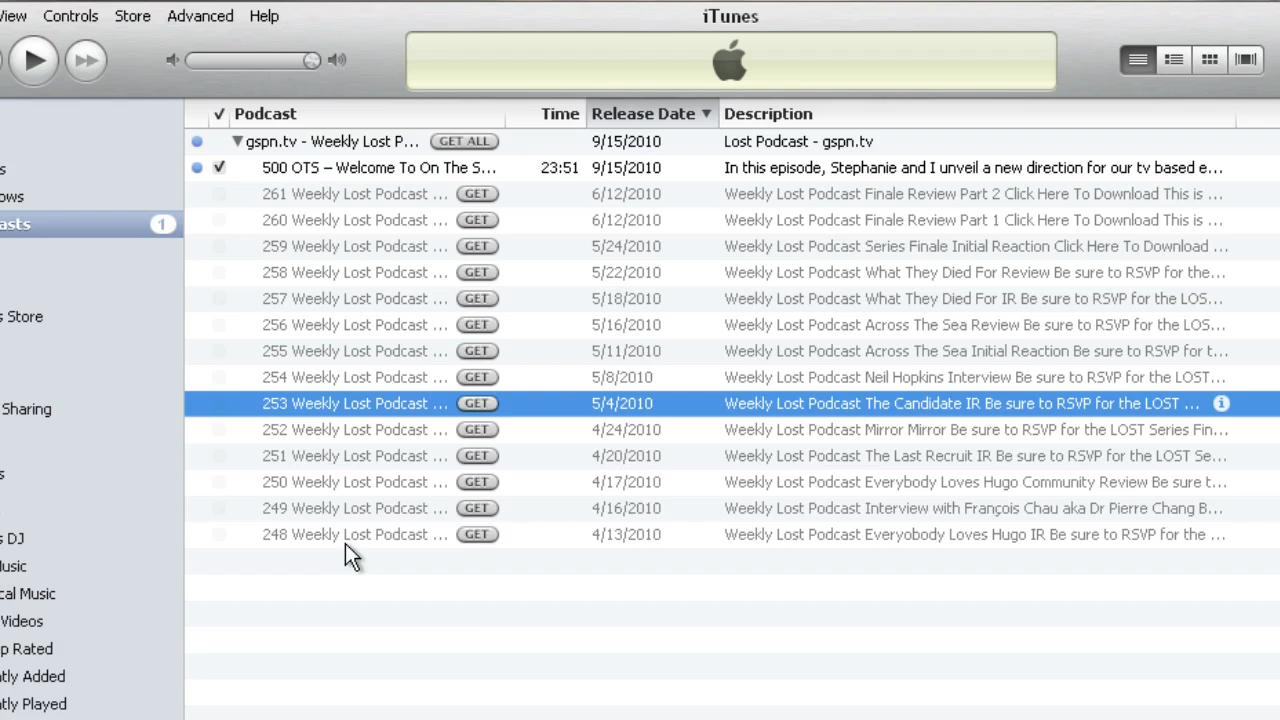 View Controls Store Advanced Help iTunes
✓ Podcast Time Release Date ▼ Description
▼ gspn.tv - Weekly Lost P... GET ALL 9/15/2010 Lost Podcast - gspn.tv
✓ 500 OTS – Welcome To On The S... 23:51 9/15/2010 In this episode, Stephanie and I unveil a new direction for our tv based e...
s 261 Weekly Lost Podcast ... GET 6/12/2010 Weekly Lost Podcast Finale Review Part 2 Click Here To Download This is ...
ows
asts 1 260 Weekly Lost Podcast ... GET 6/12/2010 Weekly Lost Podcast Finale Review Part 1 Click Here To Download This is ...
259 Weekly Lost Podcast ... GET 5/24/2010 Weekly Lost Podcast Series Finale Initial Reaction Click Here To Download ...
258 Weekly Lost Podcast ... GET 5/22/2010 Weekly Lost Podcast What They Died For Review Be sure to RSVP for the...
257 Weekly Lost Podcast ... GET 5/18/2010 Weekly Lost Podcast What They Died For IR Be sure to RSVP for the LOS...
s Store 256 Weekly Lost Podcast ... GET 5/16/2010 Weekly Lost Podcast Across The Sea Review Be sure to RSVP for the LOS...
255 Weekly Lost Podcast ... GET 5/11/2010 Weekly Lost Podcast Across The Sea Initial Reaction Be sure to RSVP for t...
254 Weekly Lost Podcast ... GET 5/8/2010 Weekly Lost Podcast Neil Hopkins Interview Be sure to RSVP for the LOST...
Sharing 253 Weekly Lost Podcast ... GET 5/4/2010 Weekly Lost Podcast The Candidate IR Be sure to RSVP for the LOST ...
252 Weekly Lost Podcast ... GET 4/24/2010 Weekly Lost Podcast Mirror Mirror Be sure to RSVP for the LOST Series Fin...
251 Weekly Lost Podcast ... GET 4/20/2010 Weekly Lost Podcast The Last Recruit IR Be sure to RSVP for the LOST Se...
s 250 Weekly Lost Podcast ... GET 4/17/2010 Weekly Lost Podcast Everybody Loves Hugo Community Review Be sure t...
249 Weekly Lost Podcast ... GET 4/16/2010 Weekly Lost Podcast Interview with François Chau aka Dr Pierre Chang B...
s DJ 248 Weekly Lost Podcast ... GET 4/13/2010 Weekly Lost Podcast Everyobody Loves Hugo IR Be sure to RSVP for the ...
usic
cal Music
Videos
p Rated
ntly Added
ntly Played